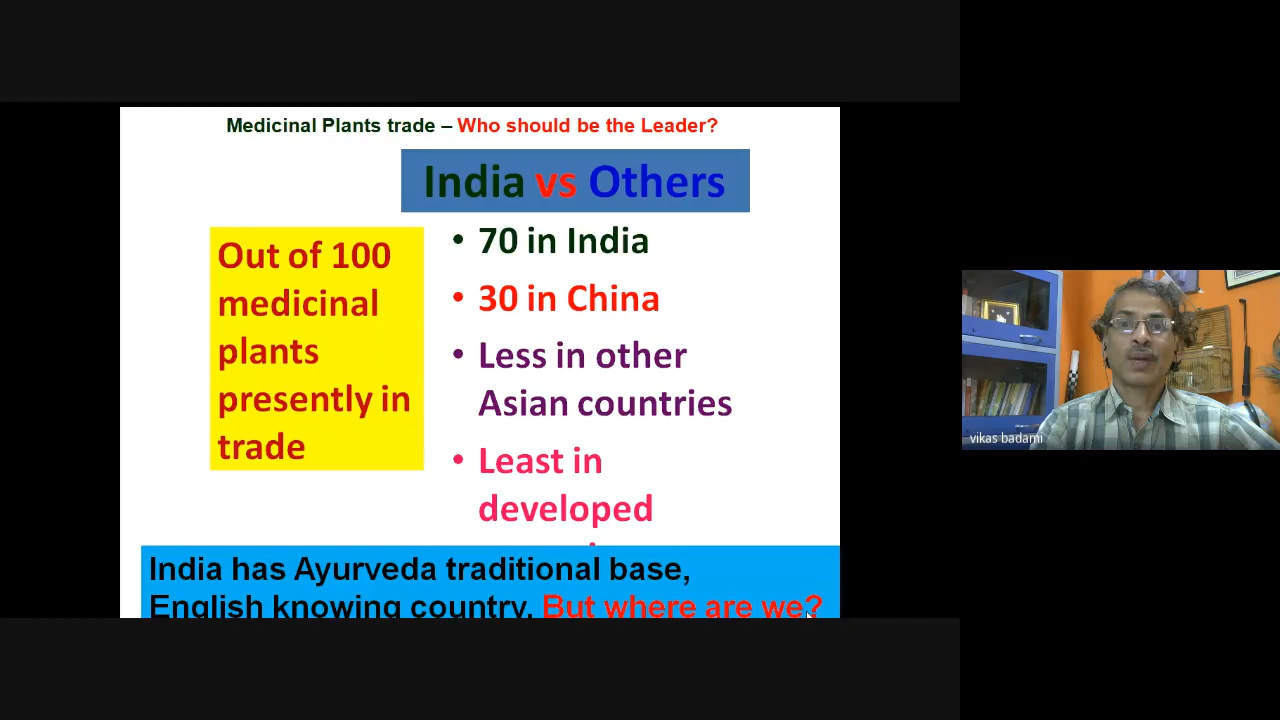 Medicinal Plants trade – Who should be the Leader?
India vs Others
Out of 100
medicinal
plants
presently in
trade
• 70 in India
• 30 in China
• Less in other
Asian countries
• Least in
developed
India has Ayurveda traditional base,
English knowing country. But where are we?
vikas badami